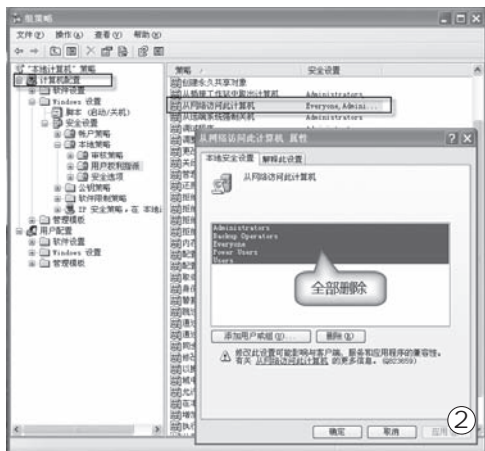 组策略
文件(F) 操作(A) 查看(V) 帮助(H)
"本地计算机" 策略
计算机配置
软件设置
Windows 设置
脚本 (启动/关机)
安全设置
帐户策略
本地策略
审核策略
用户权利指派
安全选项
公钥策略
软件限制策略
IP 安全策略，在 本地
管理模板
用户配置
软件设置
Windows 设置
管理模板
策略 安全设置
创建永久共享对象
从插接工作站中取出计算机 Administrators
从网络访问此计算机 Everyone,Admini...
从远端系统强制关机 Administrators
从网络访问此计算机 属性
本地安全设置 解释此设置
从网络访问此计算机
Administrators
Backup Operators
Everyone
Power Users
Users
全部删除
添加用户或组(U)... 删除(R)
修改此设置可能影响与客户端、服务和应用程序的兼容性。
有关 从网络访问此计算机 的更多信息。(Q823659)
确定 取消
②